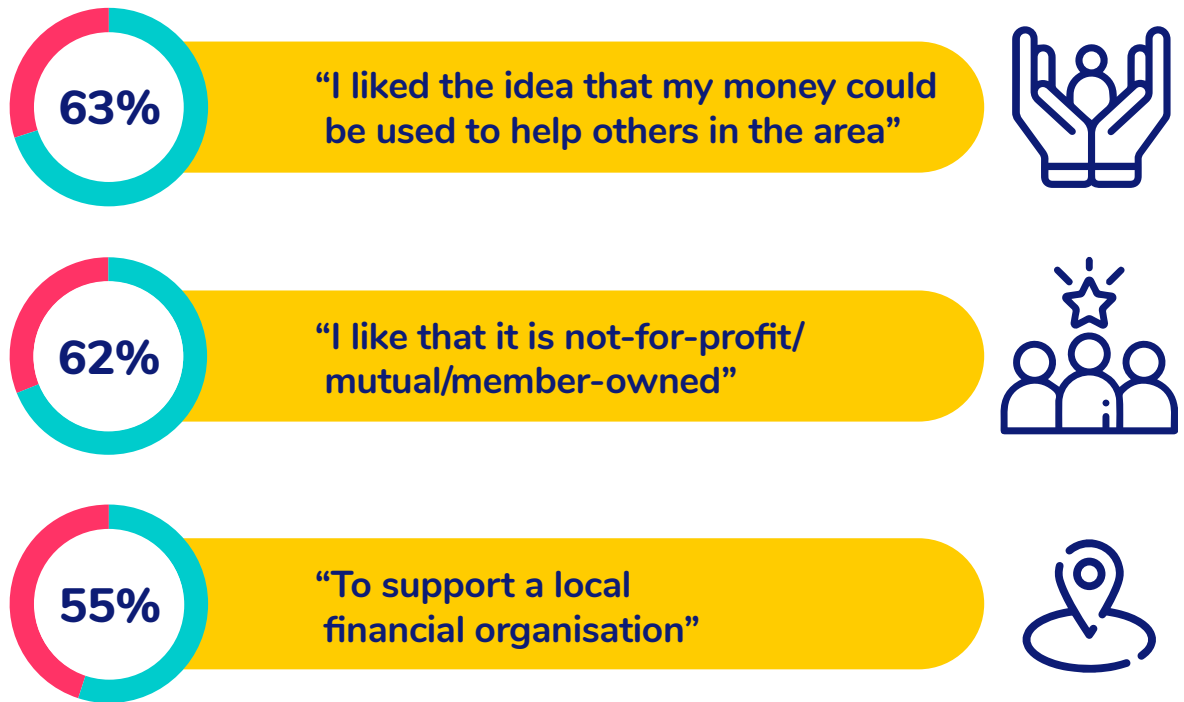 63%
“I liked the idea that my money could
be used to help others in the area”
62%
“I like that it is not-for-profit/
mutual/member-owned”
55%
“To support a local
financial organisation”